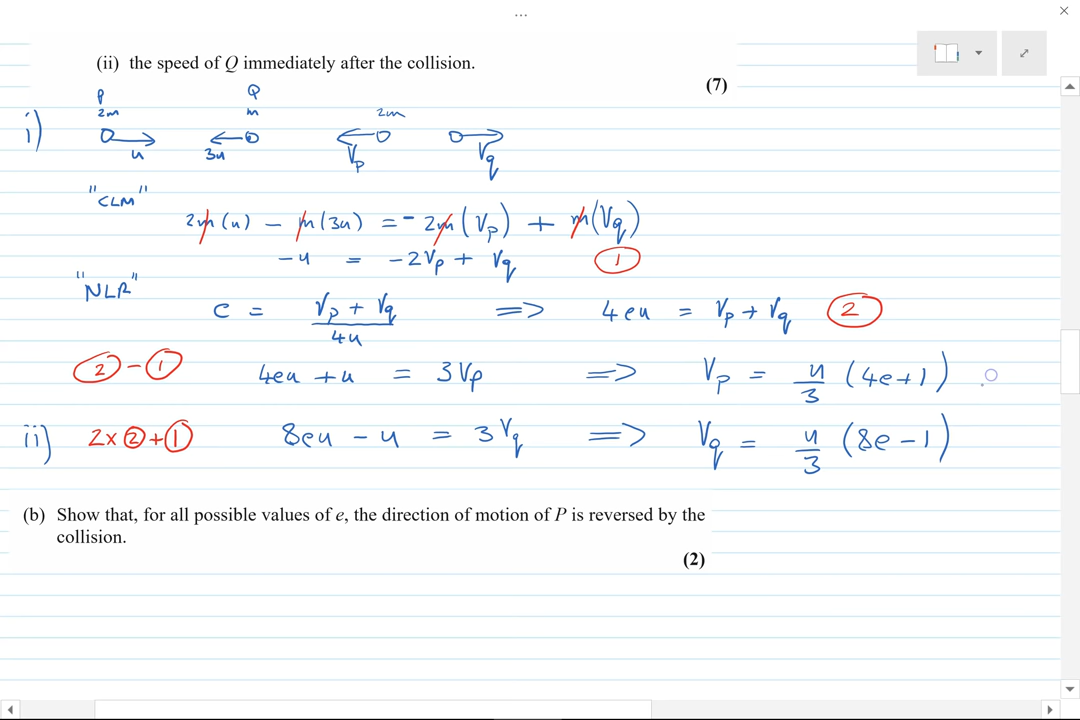 (ii) the speed of Q immediately after the collision.
(7)
P Q
2m m 2m
i) u 3u Vp Vq
"CLM"
2m(u) - m(3u) = -2m(Vp) + m(Vq)
-u = -2Vp + Vq ①
"NLR"
e = (Vp + Vq)/4u => 4eu = Vp + Vq ②
② - ① 4eu + u = 3Vp => Vp = u/3 (4e+1)
ii) 2x②+① 8eu - u = 3Vq => Vq = u/3 (8e-1)
(b) Show that, for all possible values of e, the direction of motion of P is reversed by the
collision.
(2)